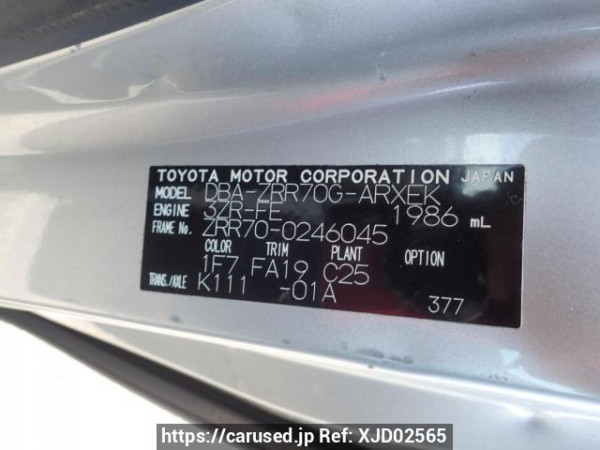 TOYOTA MOTOR CORPORATION JAPAN
MODEL DBA-ZRR70G-ARXEK
ENGINE 3ZR-FE 1986 mL
FRAME No. ZRR70-0246045
COLOR TRIM PLANT OPTION
1F7 FA19 C25
TRANS./AXLE K111 -01A
377
https://carused.jp Ref: XJD02565